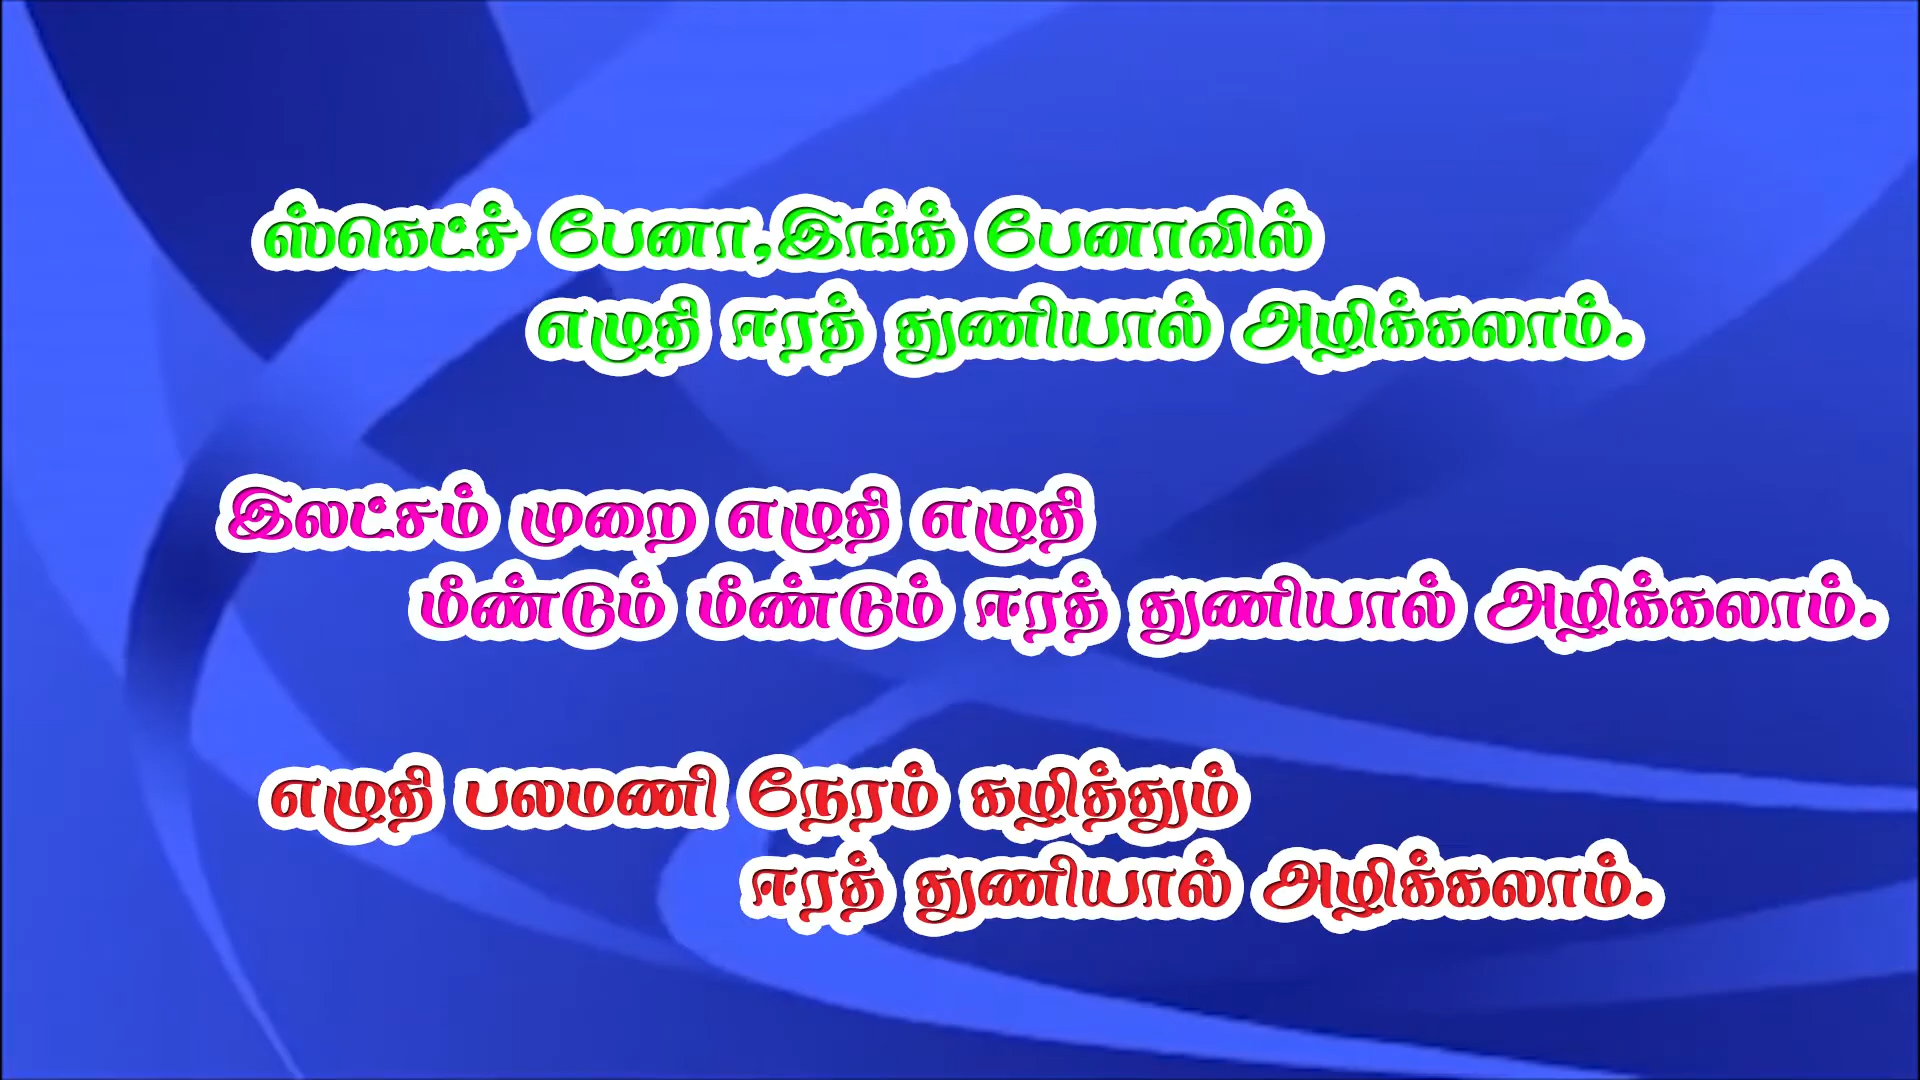 ஸ்கெட்ச் பேனா,இங்க் பேனாவில்
எழுதி ஈரத் துணியால் அழிக்கலாம்.
இலட்சம் முறை எழுதி எழுதி
மீண்டும் மீண்டும் ஈரத் துணியால் அழிக்கலாம்.
எழுதி பலமணி நேரம் கழித்தும்
ஈரத் துணியால் அழிக்கலாம்.